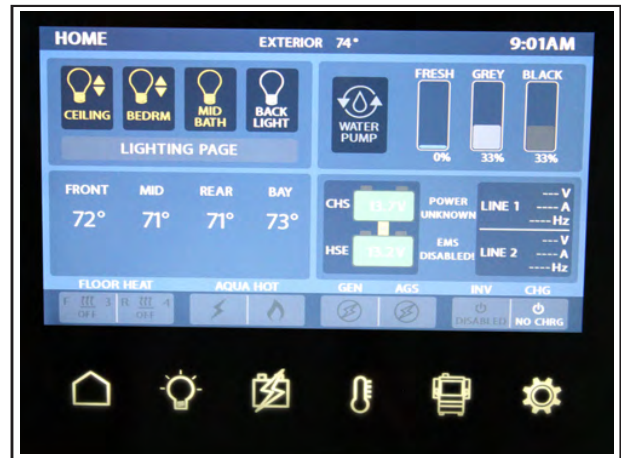 HOME EXTERIOR 74° 9:01AM
CEILING BEDRM MID BATH BACK LIGHT
LIGHTING PAGE
WATER PUMP
FRESH GREY BLACK
0% 33% 33%
FRONT MID REAR BAY
72° 71° 71° 73°
CHS 13.7V POWER UNKNOWN LINE 1 --- V
--- A
---- Hz
HSE 13.2V EMS DISABLED! LINE 2 --- V
--- A
---- Hz
FLOOR HEAT AQUA HOT GEN AGS INV CHG
F 3 OFF R 4 OFF DISABLED NO CHRG